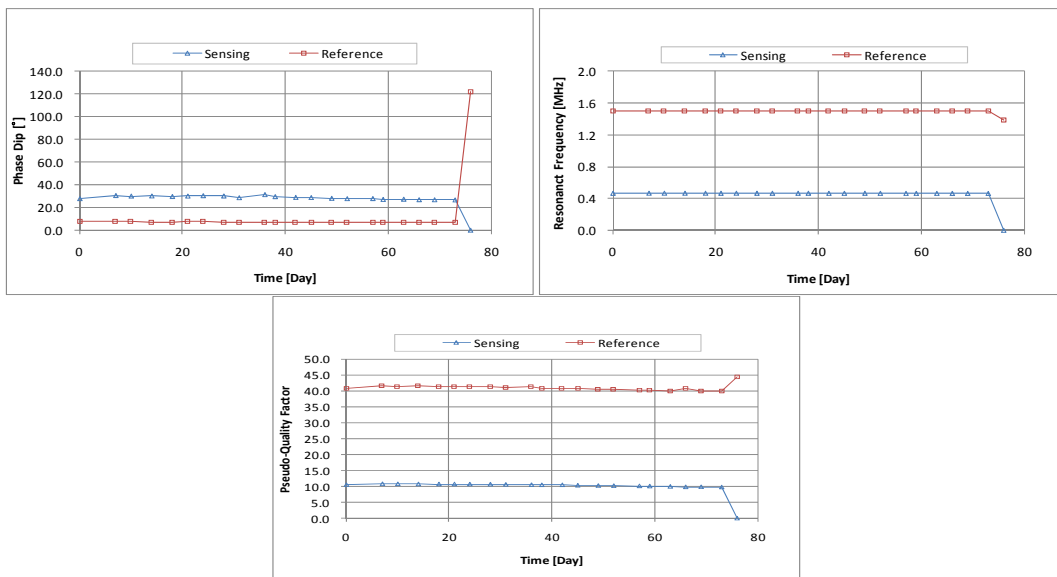 Sensing Reference
140.0
120.0
100.0
80.0
60.0
40.0
20.0
0.0
Phase Dip [°]
0 20 40 60 80
Time [Day]
Sensing Reference
2.0
1.6
1.2
0.8
0.4
0.0
Resonanct Frequency [MHz]
0 20 40 60 80
Time [Day]
Sensing Reference
50.0
45.0
40.0
35.0
30.0
25.0
20.0
15.0
10.0
5.0
0.0
Pseudo-Quality Factor
0 20 40 60 80
Time [Day]